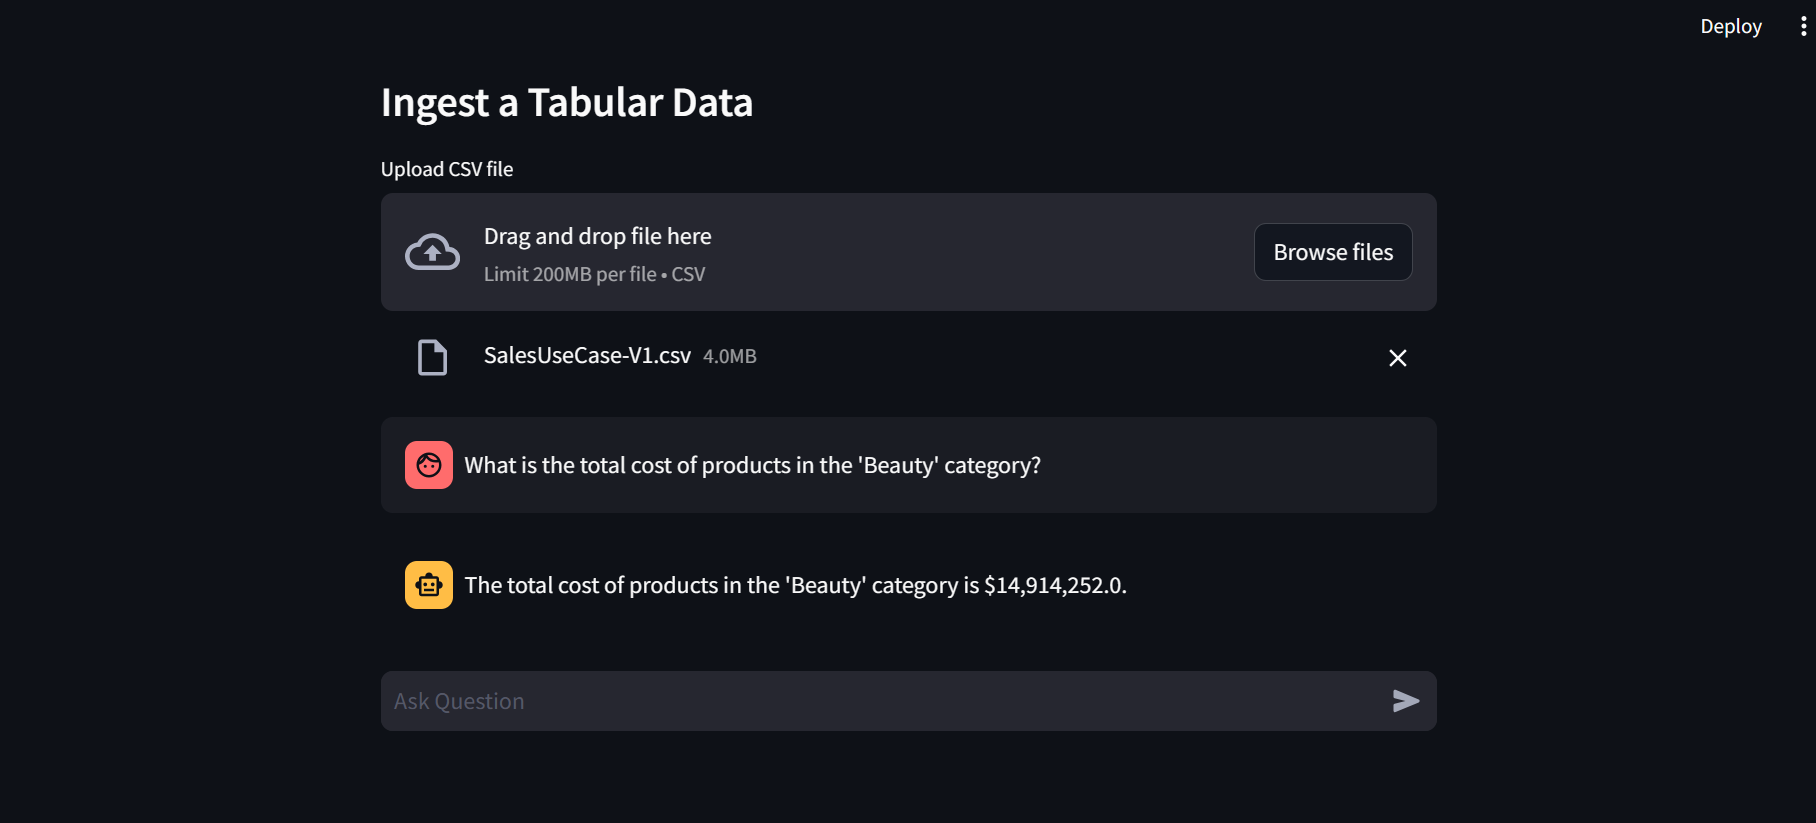 Deploy
Ingest a Tabular Data
Upload CSV file
Drag and drop file here
Limit 200MB per file • CSV
Browse files
SalesUseCase-V1.csv 4.0MB
What is the total cost of products in the 'Beauty' category?
The total cost of products in the 'Beauty' category is $14,914,252.0.
Ask Question